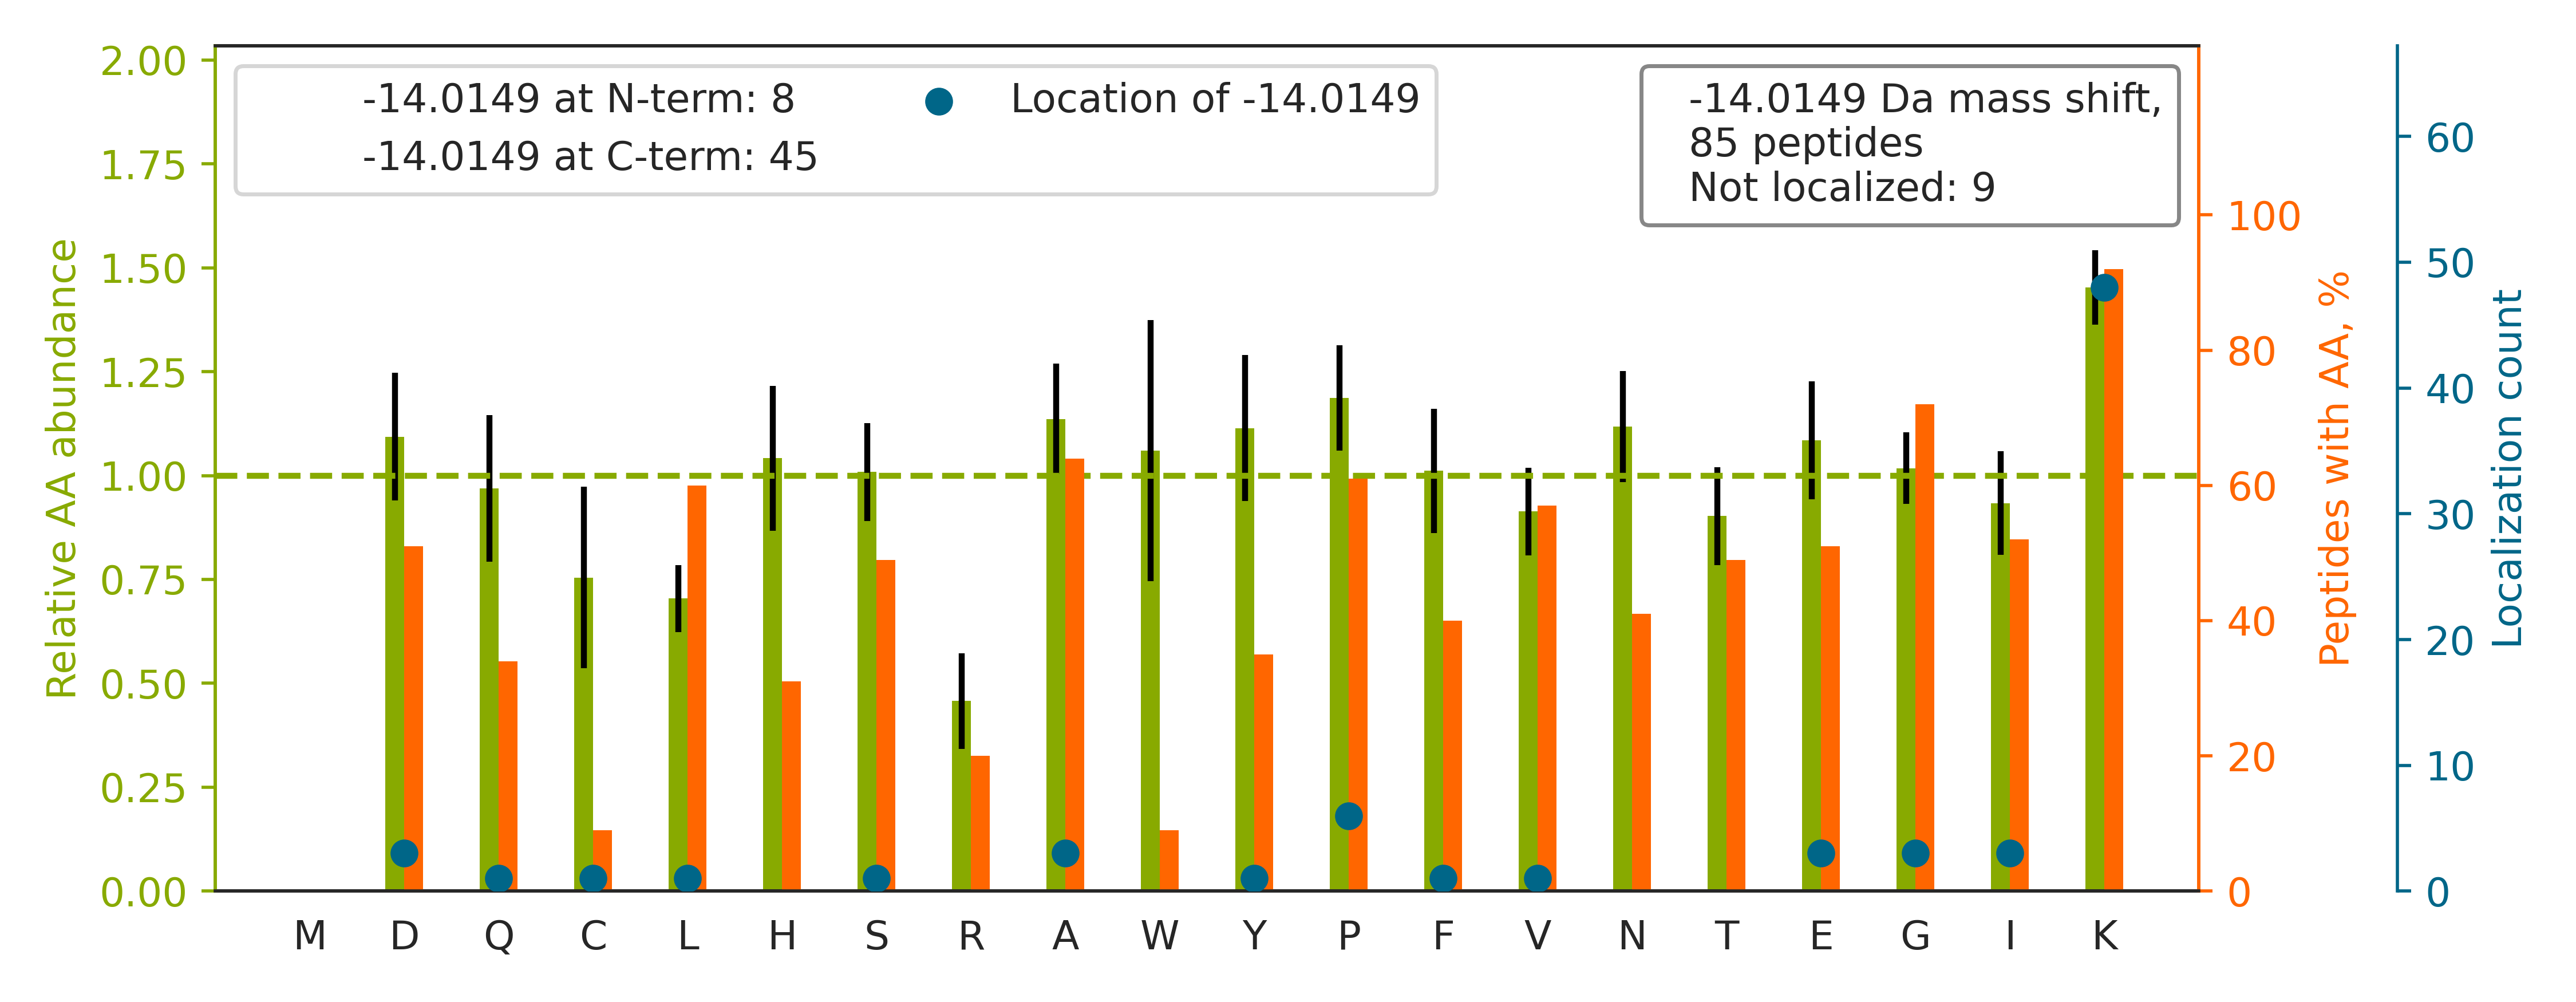 -14.0149 at N-term: 8
-14.0149 at C-term: 45
Location of -14.0149
-14.0149 Da mass shift,
85 peptides
Not localized: 9
Relative AA abundance
2.00
1.75
1.50
1.25
1.00
0.75
0.50
0.25
0.00
M D Q C L H S R A W Y P F V N T E G I K
100
80
60
40
20
0
Peptides with AA, %
60
50
40
30
20
10
0
Localization count